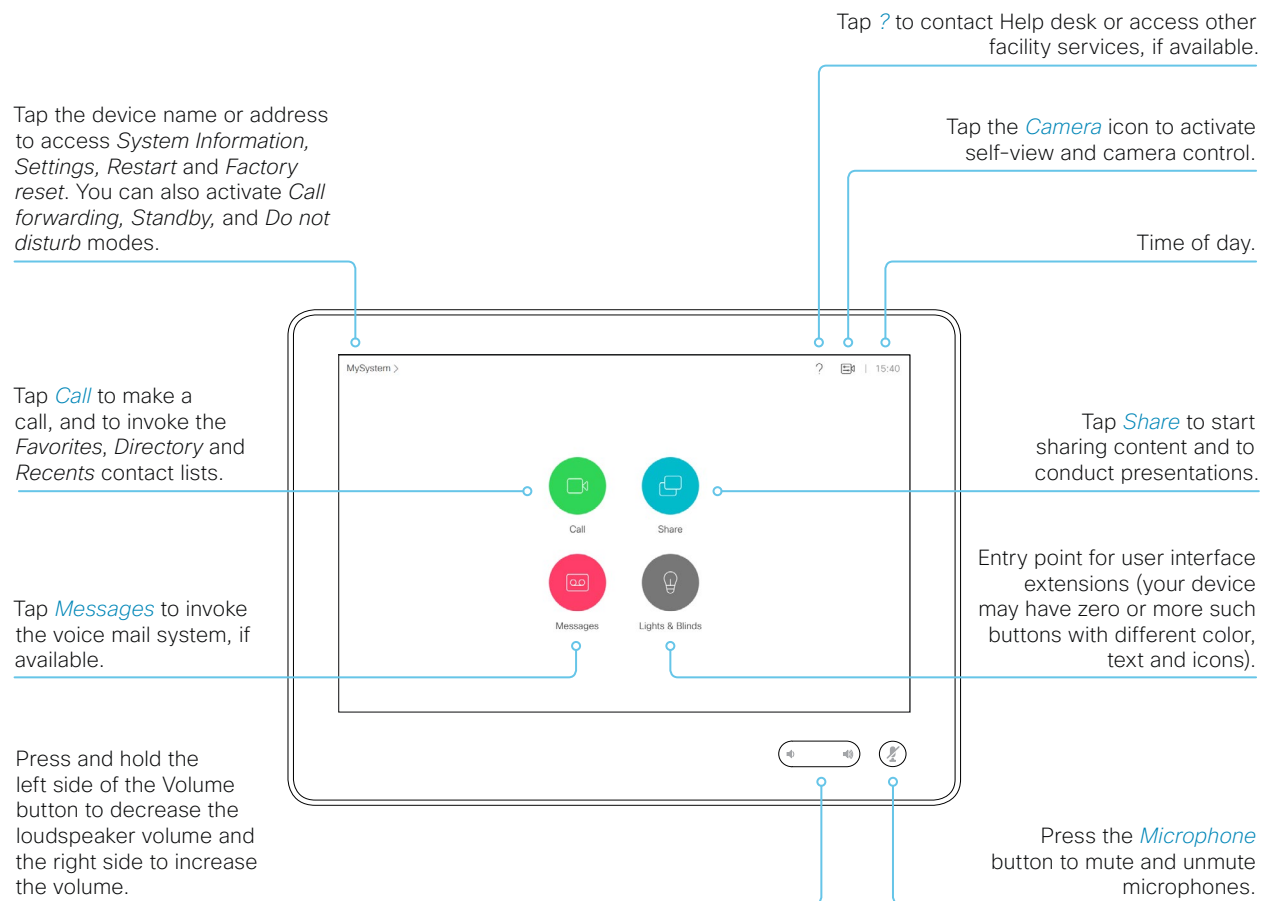 Tap ? to contact Help desk or access other
facility services, if available.
Tap the device name or address
to access System Information,
Settings, Restart and Factory
reset. You can also activate Call
forwarding, Standby, and Do not
disturb modes.
Tap the Camera icon to activate
self-view and camera control.
Time of day.
MySystem >
? | 15:40
Tap Call to make a
call, and to invoke the
Favorites, Directory and
Recents contact lists.
Tap Share to start
sharing content and to
conduct presentations.
Call
Share
Tap Messages to invoke
the voice mail system, if
available.
Messages
Lights & Blinds
Entry point for user interface
extensions (your device
may have zero or more such
buttons with different color,
text and icons).
Press and hold the
left side of the Volume
button to decrease the
loudspeaker volume and
the right side to increase
the volume.
Press the Microphone
button to mute and unmute
microphones.